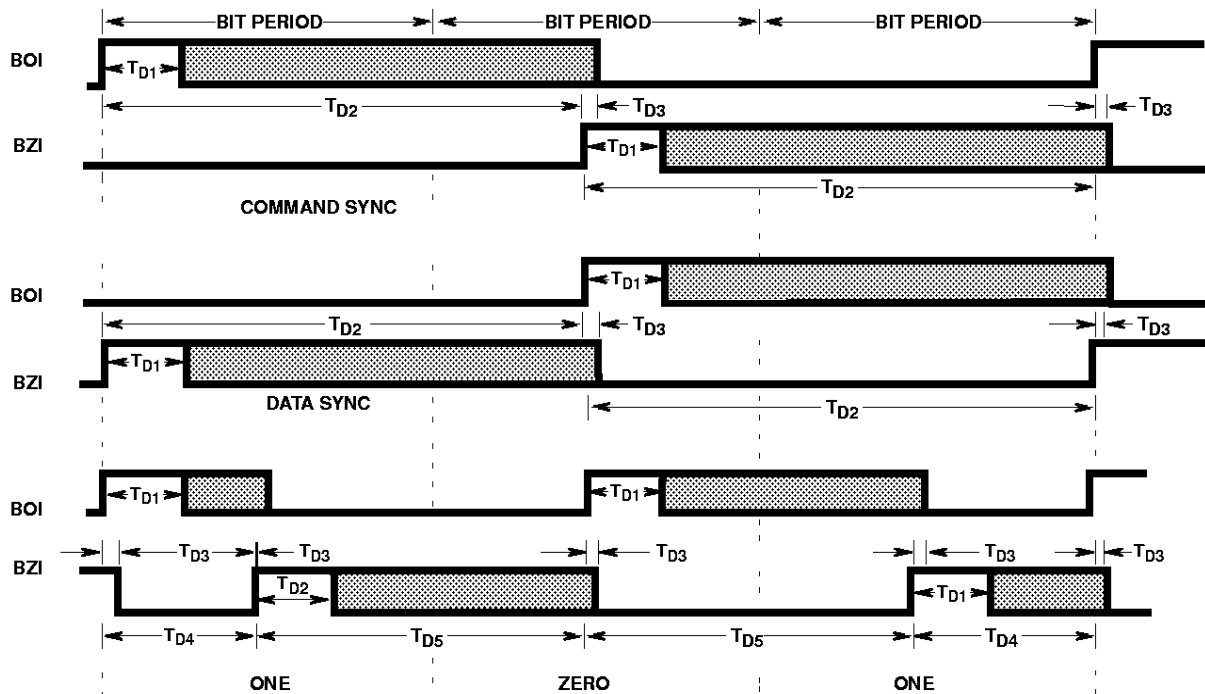 BIT PERIOD BIT PERIOD BIT PERIOD
BOI
TD1
TD2 TD3 TD3
BZI
TD1
TD2
COMMAND SYNC
BOI
TD1
TD2 TD3 TD3
BZI
TD1
DATA SYNC
TD2
BOI
TD1 TD1
BZI
TD3 TD3 TD3 TD3 TD3
TD2 TD1
TD4 TD5 TD5 TD4
ONE ZERO ONE